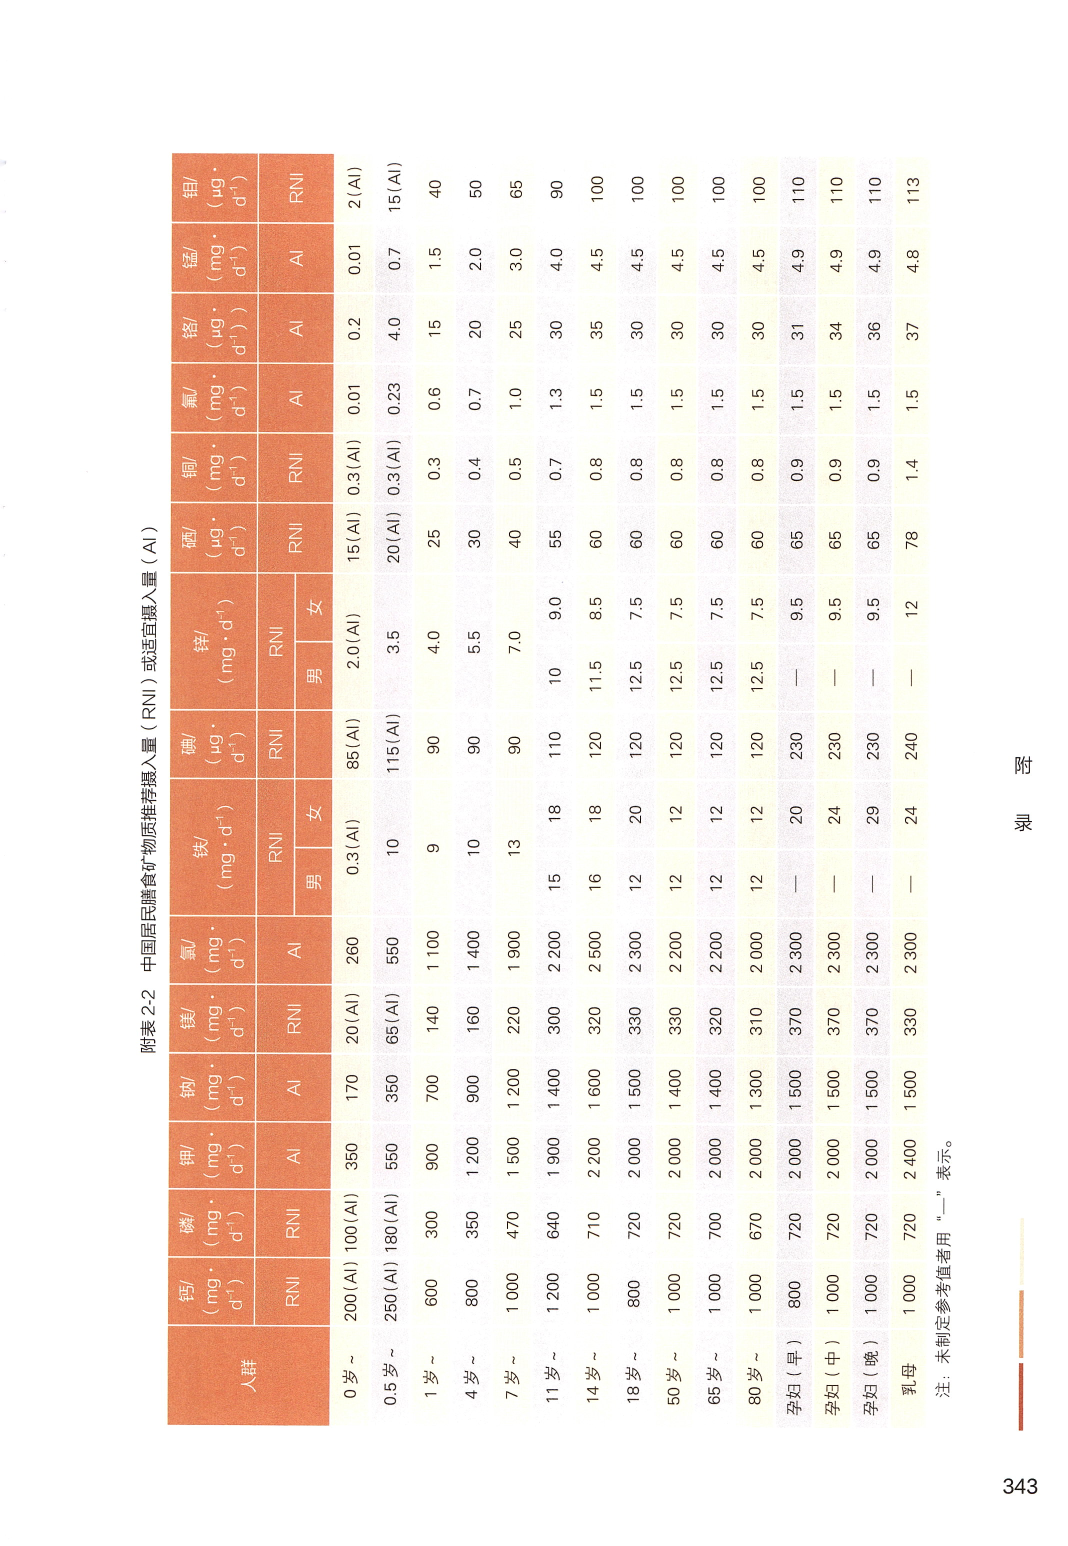 附表 2-2 中国居民膳食矿物质推荐摄入量（RNI）或适宜摄入量（AI）
人群 钙/（mg·d⁻¹） 磷/（mg·d⁻¹） 钾/（mg·d⁻¹） 钠/（mg·d⁻¹） 镁/（mg·d⁻¹） 氯/（mg·d⁻¹） 铁/（mg·d⁻¹） 碘/（μg·d⁻¹） 锌/（mg·d⁻¹） 硒/（μg·d⁻¹） 铜/（mg·d⁻¹） 氟/（mg·d⁻¹） 铬/（μg·d⁻¹）） 锰/（mg·d⁻¹） 钼/（μg·d⁻¹）
RNI RNI AI AI RNI AI RNI RNI RNI RNI RNI AI AI AI RNI
男 女 男 女
0 岁 ~ 200(AI) 100(AI) 350 170 20(AI) 260 0.3(AI) 85(AI) 2.0(AI) 15(AI) 0.3(AI) 0.01 0.2 0.01 2(AI)
0.5 岁 ~ 250(AI) 180(AI) 550 350 65(AI) 550 10 115(AI) 3.5 20(AI) 0.3(AI) 0.23 4.0 0.7 15(AI)
1 岁 ~ 600 300 900 700 140 1 100 9 90 4.0 25 0.3 0.6 15 1.5 40
4 岁 ~ 800 350 1 200 900 160 1 400 10 90 5.5 30 0.4 0.7 20 2.0 50
7 岁 ~ 1 000 470 1 500 1 200 220 1 900 13 90 7.0 40 0.5 1.0 25 3.0 65
11 岁 ~ 1 200 640 1 900 1 400 300 2 200 15 18 110 10 9.0 55 0.7 1.3 30 4.0 90
14 岁 ~ 1 000 710 2 200 1 600 320 2 500 16 18 120 11.5 8.5 60 0.8 1.5 35 4.5 100
18 岁 ~ 800 720 2 000 1 500 330 2 300 12 20 120 12.5 7.5 60 0.8 1.5 30 4.5 100
50 岁 ~ 1 000 720 2 000 1 400 330 2 200 12 12 120 12.5 7.5 60 0.8 1.5 30 4.5 100
65 岁 ~ 1 000 700 2 000 1 400 320 2 200 12 12 120 12.5 7.5 60 0.8 1.5 30 4.5 100
80 岁 ~ 1 000 670 2 000 1 300 310 2 000 12 12 120 12.5 7.5 60 0.8 1.5 30 4.5 100
孕妇（早） 800 720 2 000 1 500 370 2 300 — 20 230 — 9.5 65 0.9 1.5 31 4.9 110
孕妇（中） 1 000 720 2 000 1 500 370 2 300 — 24 230 — 9.5 65 0.9 1.5 34 4.9 110
孕妇（晚） 1 000 720 2 000 1 500 370 2 300 — 29 230 — 9.5 65 0.9 1.5 36 4.9 110
乳母 1 000 720 2 400 1 500 330 2 300 — 24 240 — 12 78 1.4 1.5 37 4.8 113
注：未制定参考值者用“—”表示。
附 录
343